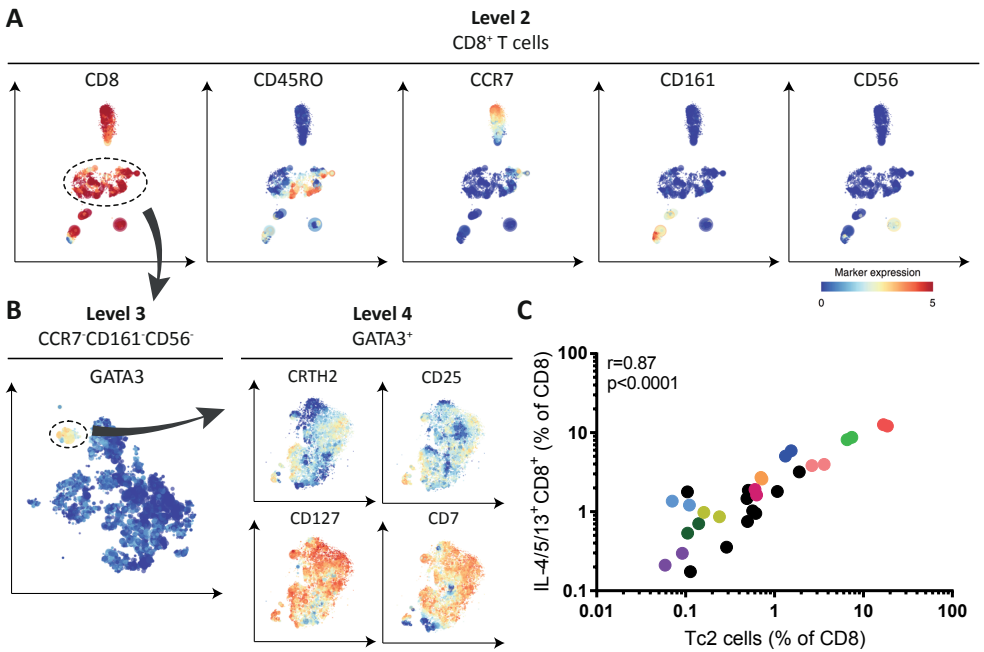 A
Level 2
CD8⁺ T cells
CD8
CD45RO
CCR7
CD161
CD56
Marker expression
0 5
B
Level 3
CCR7⁻CD161⁻CD56⁻
GATA3
Level 4
GATA3⁺
CRTH2
CD25
CD127
CD7
C
r=0.87
p<0.0001
IL-4/5/13⁺CD8⁺ (% of CD8)
100
10
1
0.1
0.01 0.1 1 10 100
Tc2 cells (% of CD8)